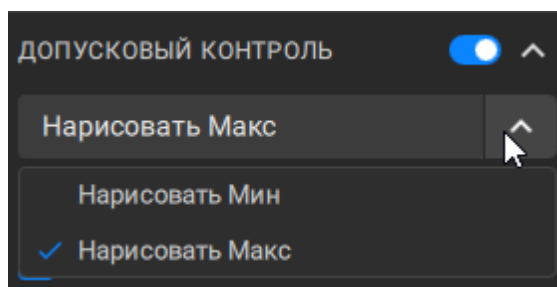 ДОПУСКОВЫЙ КОНТРОЛЬ
Нарисовать Макс
Нарисовать Мин
Нарисовать Макс